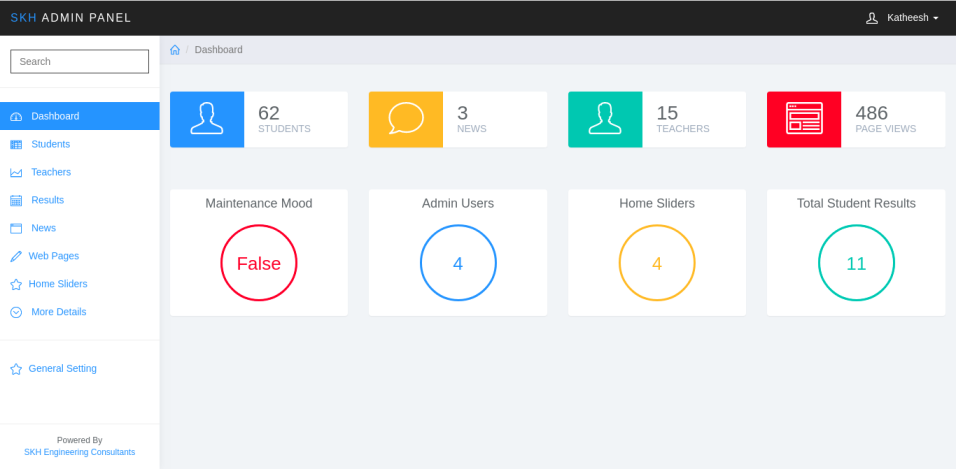 SKH ADMIN PANEL
Katheesh
Search
/ Dashboard
Dashboard
Students
Teachers
Results
News
Web Pages
Home Sliders
More Details
General Setting
Powered By
SKH Engineering Consultants
62
STUDENTS
3
NEWS
15
TEACHERS
486
PAGE VIEWS
Maintenance Mood
False
Admin Users
4
Home Sliders
4
Total Student Results
11